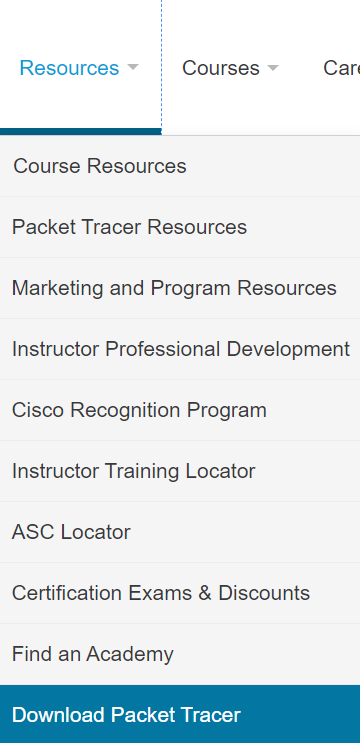 Resources Courses Care
Course Resources
Packet Tracer Resources
Marketing and Program Resources
Instructor Professional Development
Cisco Recognition Program
Instructor Training Locator
ASC Locator
Certification Exams & Discounts
Find an Academy
Download Packet Tracer